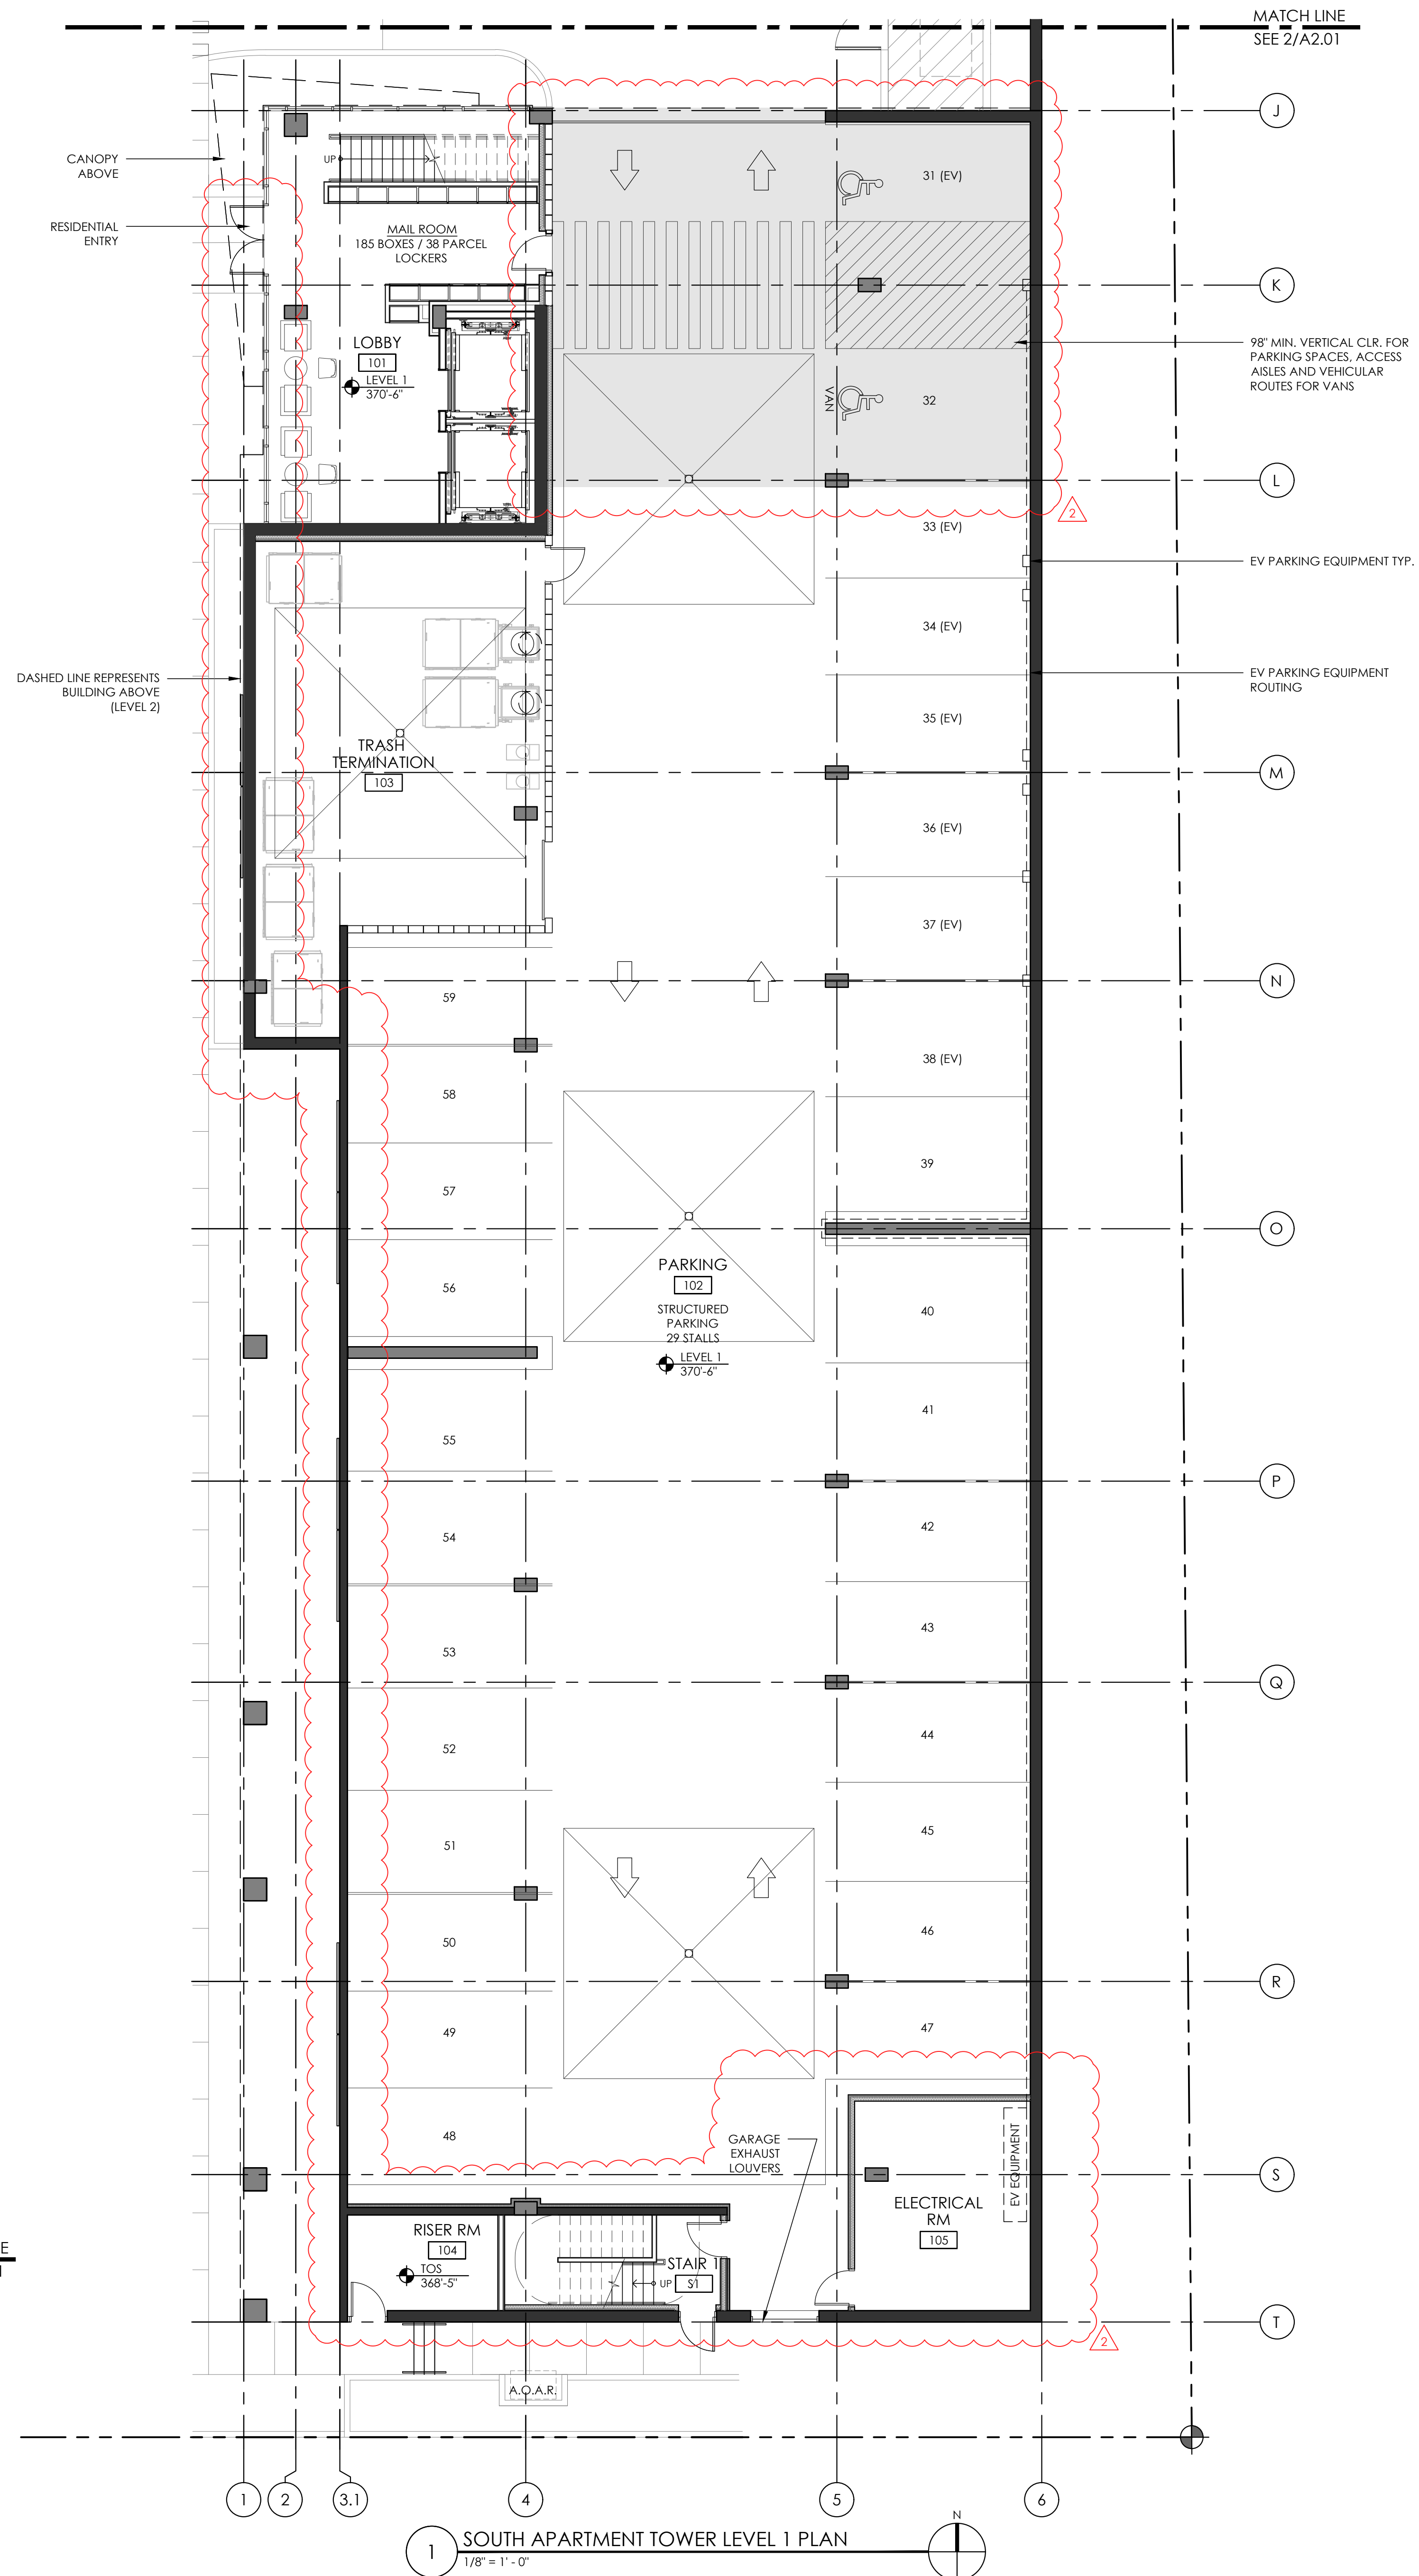 MATCH LINE
SEE 2/A2.01
J
CANOPY
ABOVE
UP
31 (EV)
RESIDENTIAL
ENTRY
MAIL ROOM
185 BOXES / 38 PARCEL
LOCKERS
K
LOBBY
101
LEVEL 1
370'-6"
98" MIN. VERTICAL CLR. FOR
PARKING SPACES, ACCESS
AISLES AND VEHICULAR
ROUTES FOR VANS
VAN
32
L
2
33 (EV)
EV PARKING EQUIPMENT TYP.
34 (EV)
DASHED LINE REPRESENTS
BUILDING ABOVE
(LEVEL 2)
EV PARKING EQUIPMENT
ROUTING
35 (EV)
TRASH
TERMINATION
103
M
36 (EV)
37 (EV)
N
59
38 (EV)
58
39
57
O
PARKING
102
STRUCTURED
PARKING
29 STALLS
LEVEL 1
370'-6"
56
40
41
55
P
42
54
43
53
Q
44
52
45
51
46
50
R
47
49
48
GARAGE
EXHAUST
LOUVERS
EV EQUIPMENT
S
ELECTRICAL
RM
105
RISER RM
104
TOS
368'-5"
STAIR 1
S1
UP
E
T
2
A.O.A.R.
1
2
3.1
4
5
6
N
1
SOUTH APARTMENT TOWER LEVEL 1 PLAN
1/8" = 1' - 0"